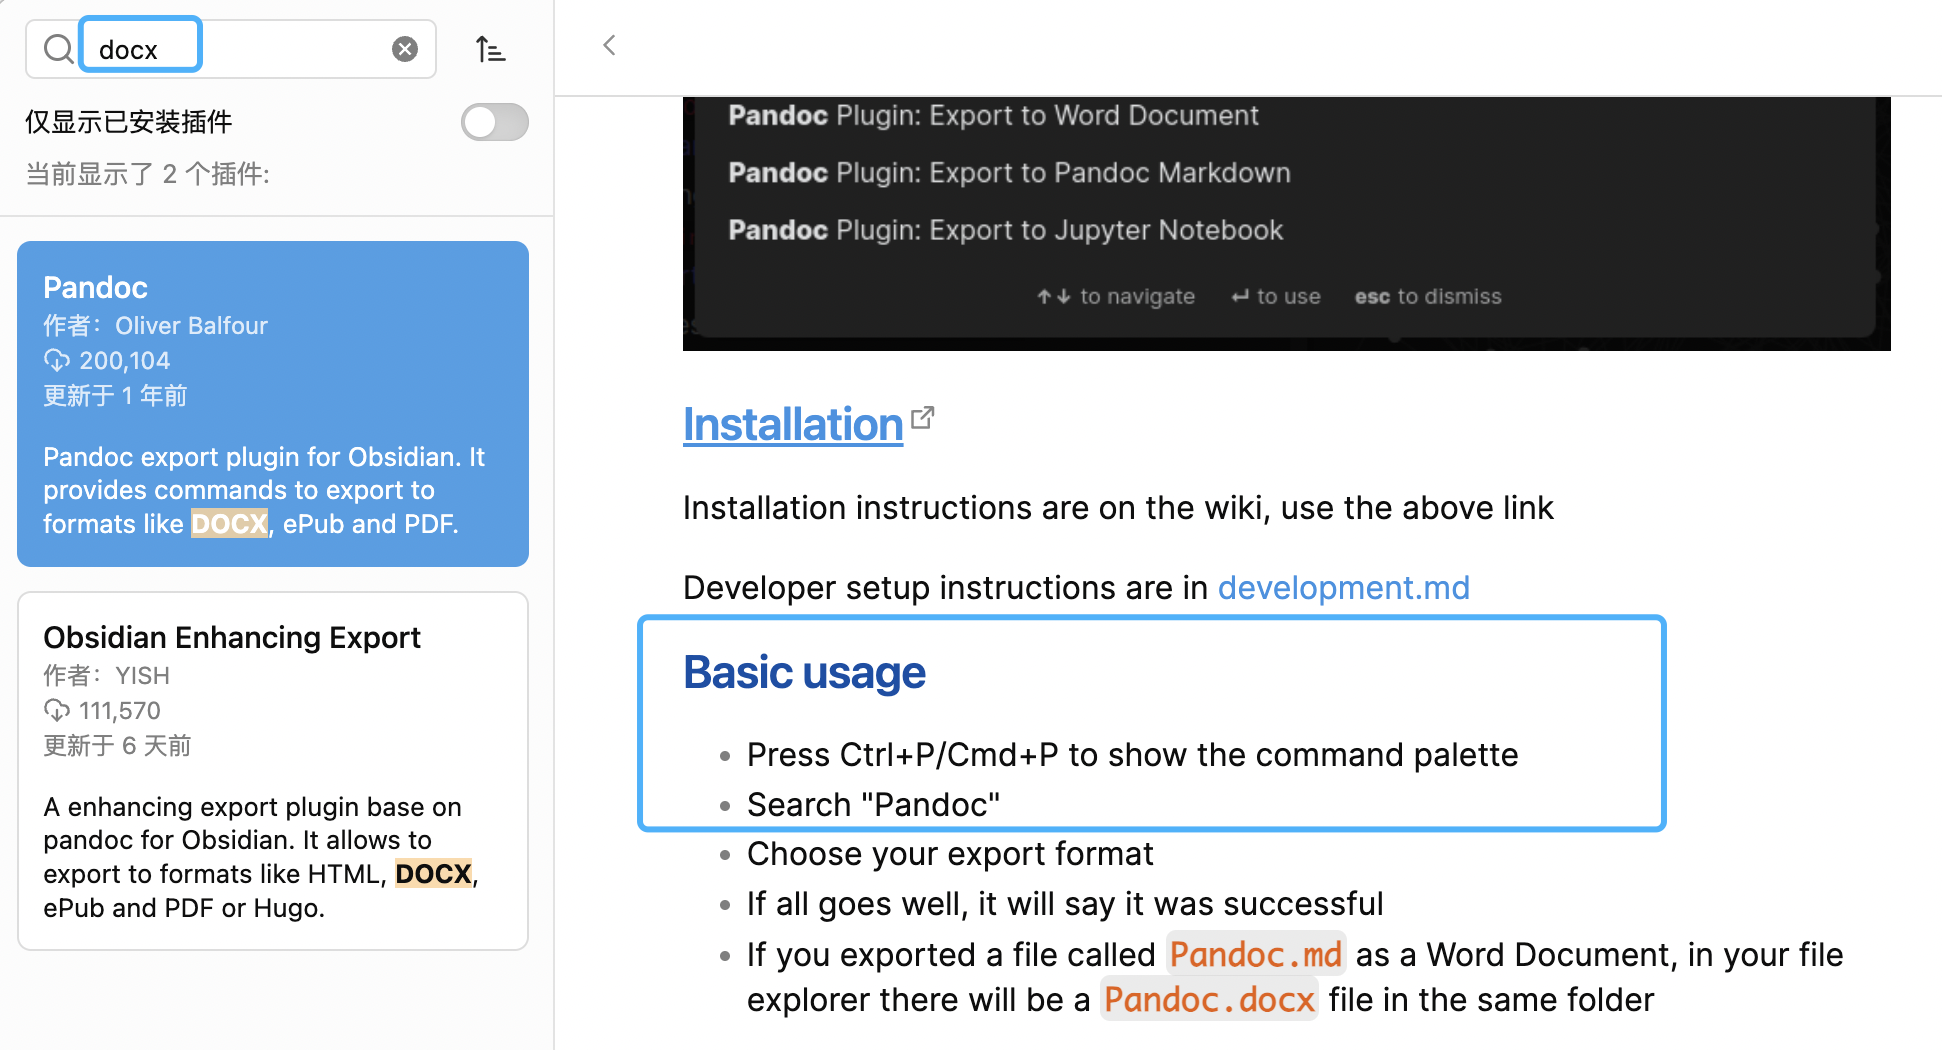 docx
仅显示已安装插件
当前显示了 2 个插件:
Pandoc
作者：Oliver Balfour
200,104
更新于 1 年前
Pandoc export plugin for Obsidian. It
provides commands to export to
formats like DOCX, ePub and PDF.
Obsidian Enhancing Export
作者：YISH
111,570
更新于 6 天前
A enhancing export plugin base on
pandoc for Obsidian. It allows to
export to formats like HTML, DOCX,
ePub and PDF or Hugo.
Pandoc Plugin: Export to Word Document
Pandoc Plugin: Export to Pandoc Markdown
Pandoc Plugin: Export to Jupyter Notebook
↑↓ to navigate ↵ to use esc to dismiss
Installation
Installation instructions are on the wiki, use the above link
Developer setup instructions are in development.md
Basic usage
• Press Ctrl+P/Cmd+P to show the command palette
• Search "Pandoc"
• Choose your export format
• If all goes well, it will say it was successful
• If you exported a file called Pandoc.md as a Word Document, in your file
explorer there will be a Pandoc.docx file in the same folder